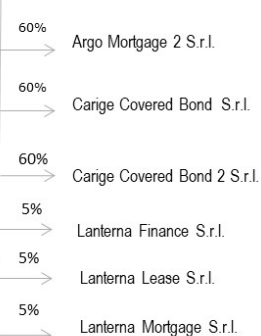 60%
Argo Mortgage 2 S.r.l.
60%
Carige Covered Bond S.r.l.
60%
Carige Covered Bond 2 S.r.l.
5%
Lanterna Finance S.r.l.
5%
Lanterna Lease S.r.l.
5%
Lanterna Mortgage S.r.l.